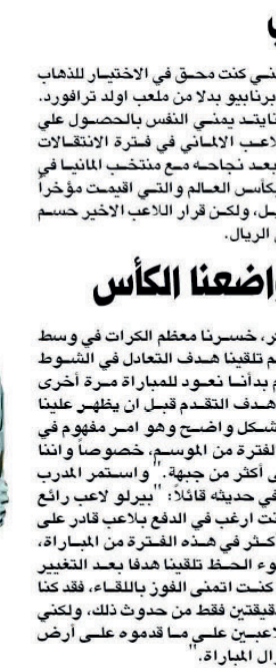 ني كنت محق في الاختيار للذهاب
برنابيو بدلا من ملعب اولد ترافورد.
نايتد يمني النفس بالحصول علي
لاعب الالماني في فترة الانتقالات
بعد نجاحه مع منتخب المانيا في
كأس العالم والتي اقيمت مؤخراً
يل، ولكن قرار اللاعب الاخير حسم
الريال.
اضعنا الكأس
ر، خسرنا معظم الكرات في وسط
م تلقينا هدف التعادل في الشوط
م بدأنا نعود للمباراة مرة أخرى
هدف التقدم قبل ان يظهر علينا
شكل واضح وهو امر مفهوم في
لفترة من الموسم، خصوصاً واننا
ى أكثر من جبهة." واستمر المدرب
في حديثه قائلاً: "بيرلو لاعب رائع
نت ارغب في الدفع بلاعب قادر على
كثر في هذه الفترة من المباراة،
وء الحظ تلقينا هدفا بعد التغيير
كنت اتمنى الفوز باللقاء، فقد كنا
قيقتين فقط من حدوث ذلك، ولكني
لاعبين على ما قدموه على أرض
ال المباراة."